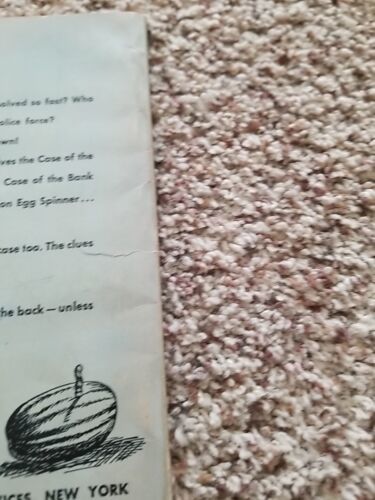 solved so fast? Who
olice force?
own!
ves the Case of the
Case of the Bank
on Egg Spinner...
case too. The clues
he back — unless
ICES, NEW YORK